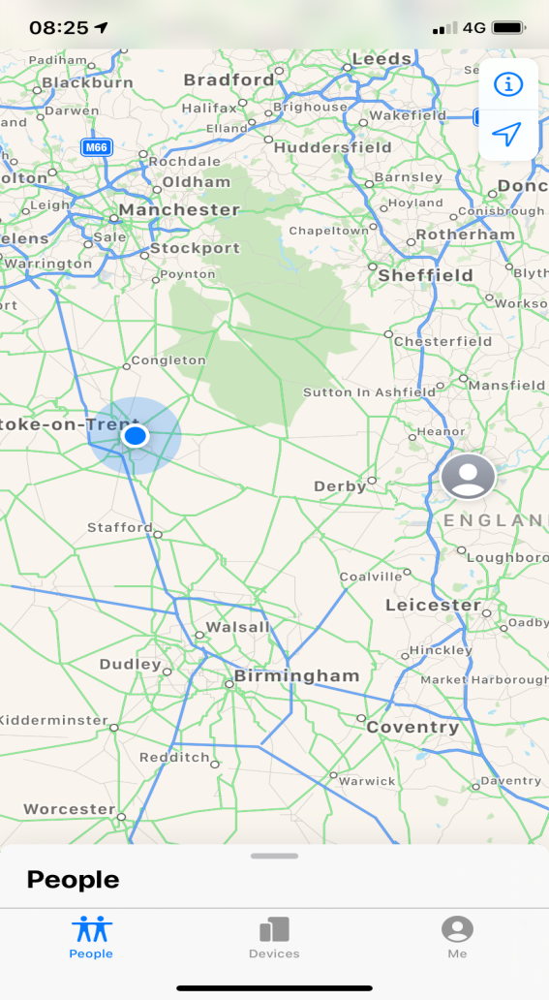 08:25
4G
Padiham
Leeds
Blackburn
Bradford
Se
Darwen
Halifax
Brighouse
and
Elland
Wakefield
M66
Huddersfield
h
Rochdale
olton
Oldham
Barnsley
Donc
Leigh
Manchester
Hoyland
Conisbrough
elens
Sale
Chapeltown
Rotherham
Stockport
Warrington
Poynton
Sheffield
Blyth
ort
Workso
Chesterfield
Congleton
Sutton In Ashfield
Mansfield
toke-on-Trent
Heanor
Derby
ENGLAN
Stafford
Loughboro
Coalville
Leicester
Walsall
Oadby
Hinckley
Dudley
Birmingham
Market Harborough
Kidderminster
Coventry
Redditch
Warwick
Daventry
Worcester
People
People
Devices
Me